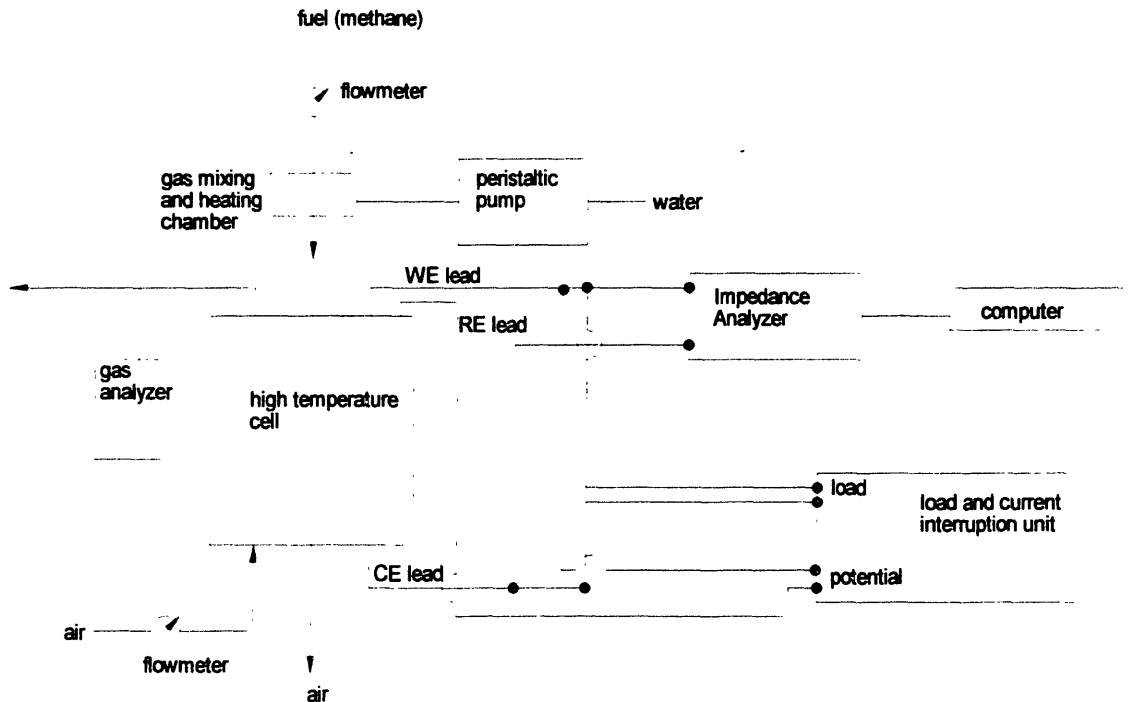 fuel (methane)
flowmeter
gas mixing
and heating
chamber
peristaltic
pump
water
WE lead
RE lead
Impedance
Analyzer
computer
gas
analyzer
high temperature
cell
load
load and current
interruption unit
CE lead
potential
air
flowmeter
air